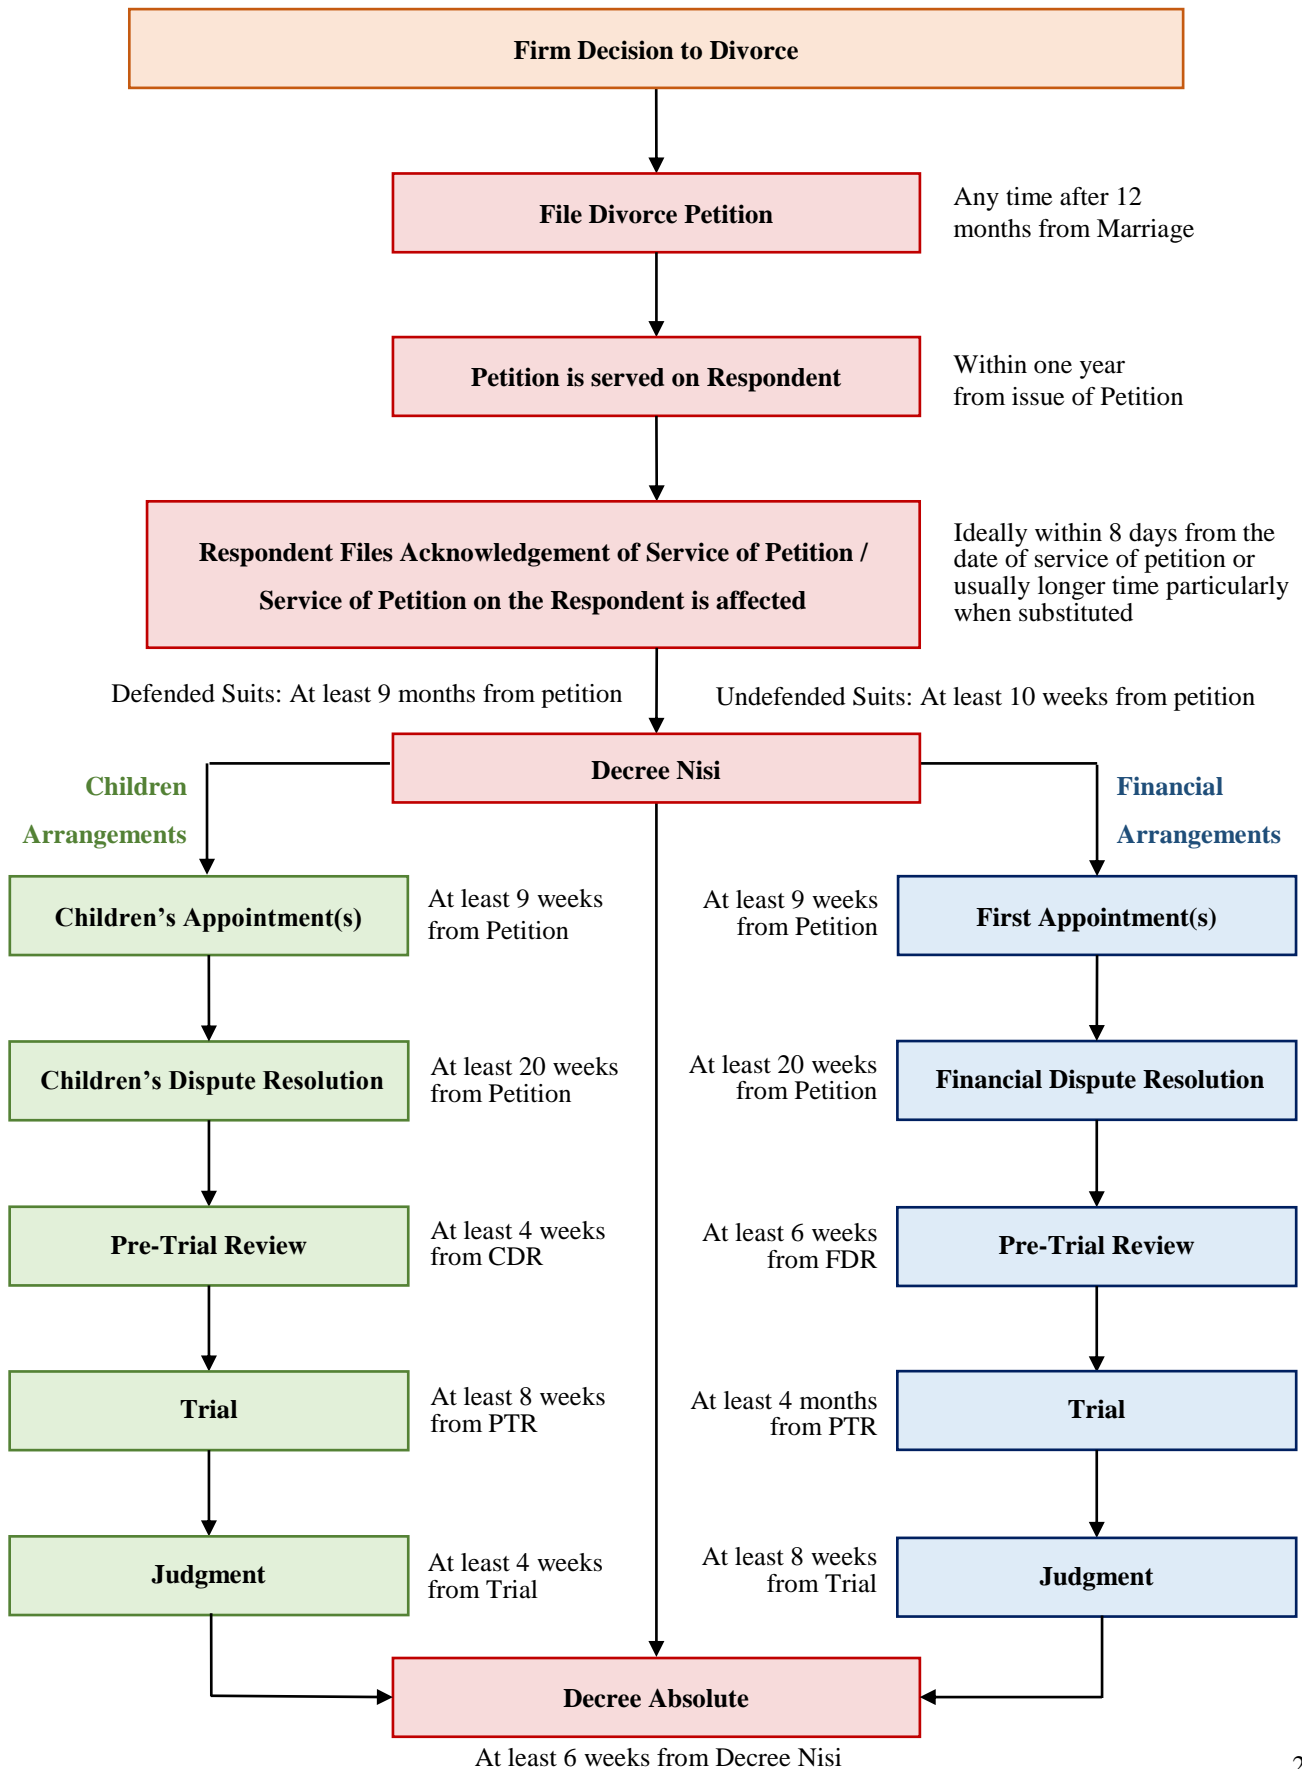 Firm Decision to Divorce
File Divorce Petition
Any time after 12
months from Marriage
Petition is served on Respondent
Within one year
from issue of Petition
Respondent Files Acknowledgement of Service of Petition /
Service of Petition on the Respondent is affected
Ideally within 8 days from the
date of service of petition or
usually longer time particularly
when substituted
Defended Suits: At least 9 months from petition
Undefended Suits: At least 10 weeks from petition
Decree Nisi
Children
Arrangements
Financial
Arrangements
Children's Appointment(s)
At least 9 weeks
from Petition
At least 9 weeks
from Petition
First Appointment(s)
Children's Dispute Resolution
At least 20 weeks
from Petition
At least 20 weeks
from Petition
Financial Dispute Resolution
Pre-Trial Review
At least 4 weeks
from CDR
At least 6 weeks
from FDR
Pre-Trial Review
Trial
At least 8 weeks
from PTR
At least 4 months
from PTR
Trial
Judgment
At least 4 weeks
from Trial
At least 8 weeks
from Trial
Judgment
Decree Absolute
At least 6 weeks from Decree Nisi